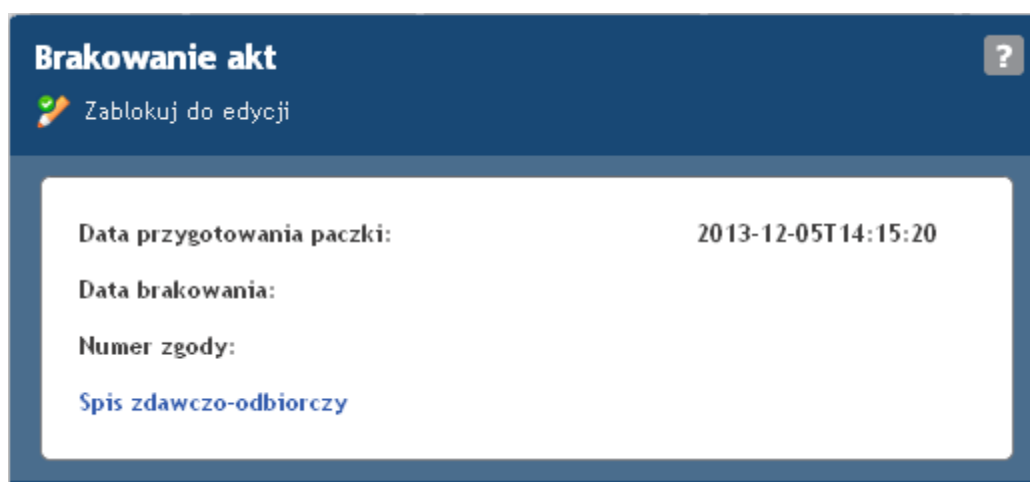 Brakowanie akt
?
Zablokuj do edycji
Data przygotowania paczki: 2013-12-05T14:15:20
Data brakowania:
Numer zgody:
Spis zdawczo-odbiorczy